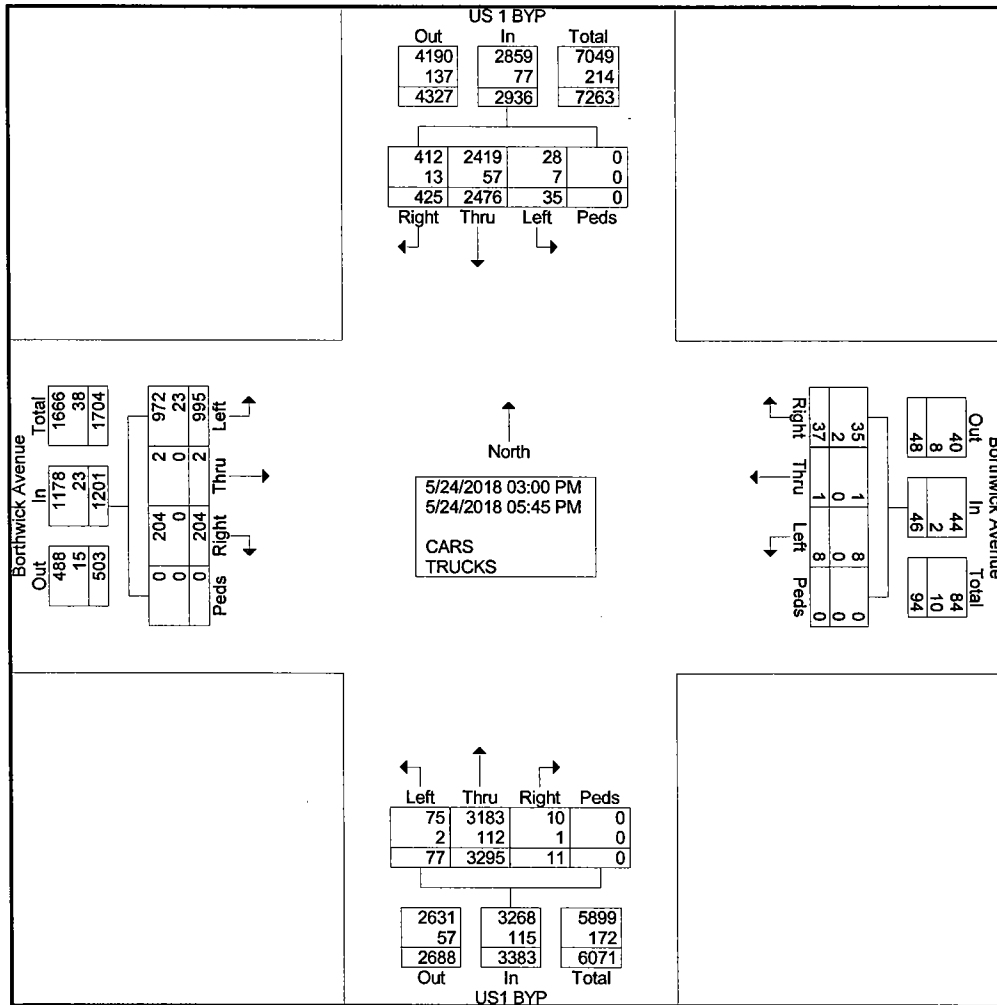 US 1 BYP
Out In Total
4190 2859 7049
137 77 214
4327 2936 7263
412 2419 28 0
13 57 7 0
425 2476 35 0
Right Thru Left Peds
Borthwick Avenue
Total In Out
1666 1178 488
38 23 15
1704 1201 503
972 2 204 0
23 0 0 0
995 2 204 0
Left Thru Right Peds
North
5/24/2018 03:00 PM
5/24/2018 05:45 PM
CARS
TRUCKS
Right Thru Left Peds
35 1 8 0
2 0 0 0
37 1 8 0
Out In Total
40 44 84
8 2 10
48 46 94
Borthwick Avenue
Left Thru Right Peds
75 3183 10 0
2 112 1 0
77 3295 11 0
2631 3268 5899
57 115 172
2688 3383 6071
Out In Total
US1 BYP